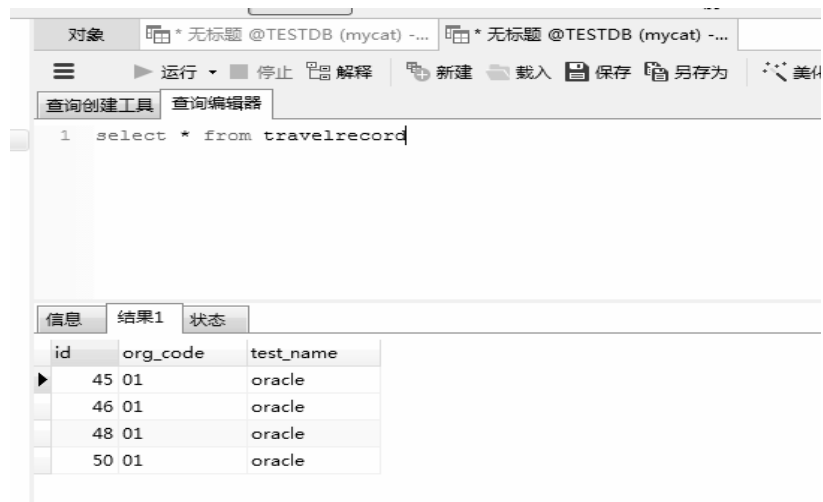 对象 * 无标题 @TESTDB (mycat) -... * 无标题 @TESTDB (mycat) -...
运行 停止 解释 新建 载入 保存 另存为
查询创建工具 查询编辑器
1 select * from travelrecord
信息 结果1 状态
id org_code test_name
45 01 oracle
46 01 oracle
48 01 oracle
50 01 oracle